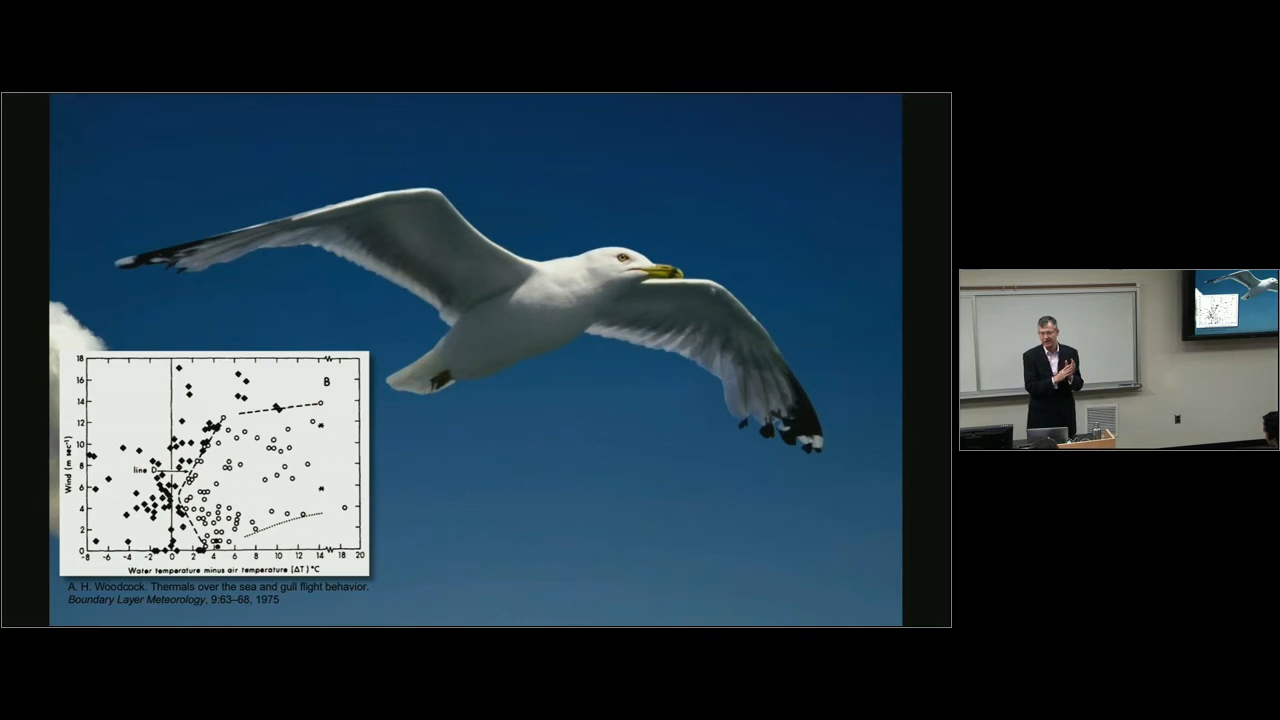 18
16
14
12
10
8
6
4
2
0
Wind (m sec⁻¹)
B
line D
-8 -6 -4 -2 0 2 4 6 8 10 12 14 18 20
Water temperature minus air temperature (ΔT) °C
A. H. Woodcock. Thermals over the sea and gull flight behavior.
Boundary Layer Meteorology, 9:63–68, 1975